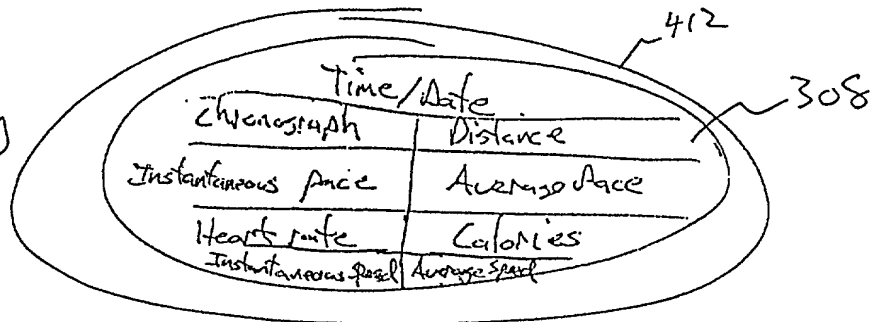 412
308
Time/Date
Chronograph Distance
Instantaneous Pace Average Pace
Heart rate Calories
Instantaneous Speed Average Speed